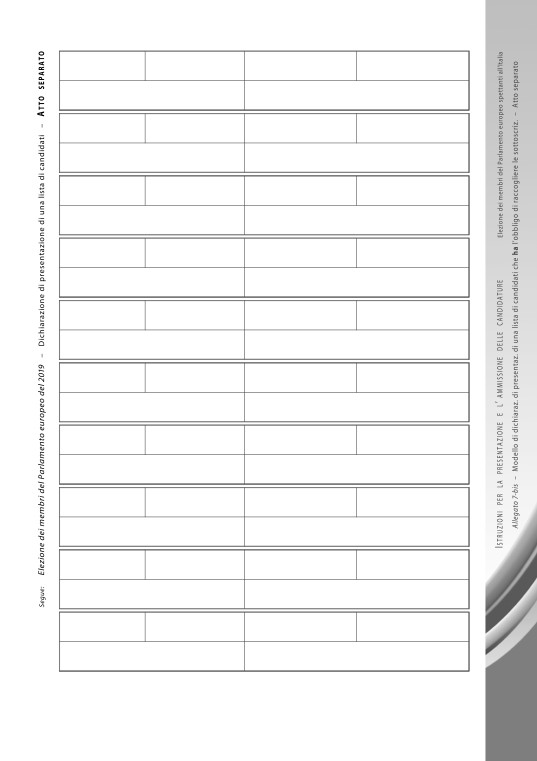 Segue: Elezione dei membri del Parlamento europeo del 2019 – Dichiarazione di presentazione di una lista di candidati – ATTO SEPARATO
ISTRUZIONI PER LA PRESENTAZIONE E L'AMMISSIONE DELLE CANDIDATURE Elezione dei membri del Parlamento europeo spettanti all'Italia
Allegato 7-bis – Modello di dichiaraz. di presentaz. di una lista di candidati che ha l'obbligo di raccogliere le sottoscriz. – Atto separato